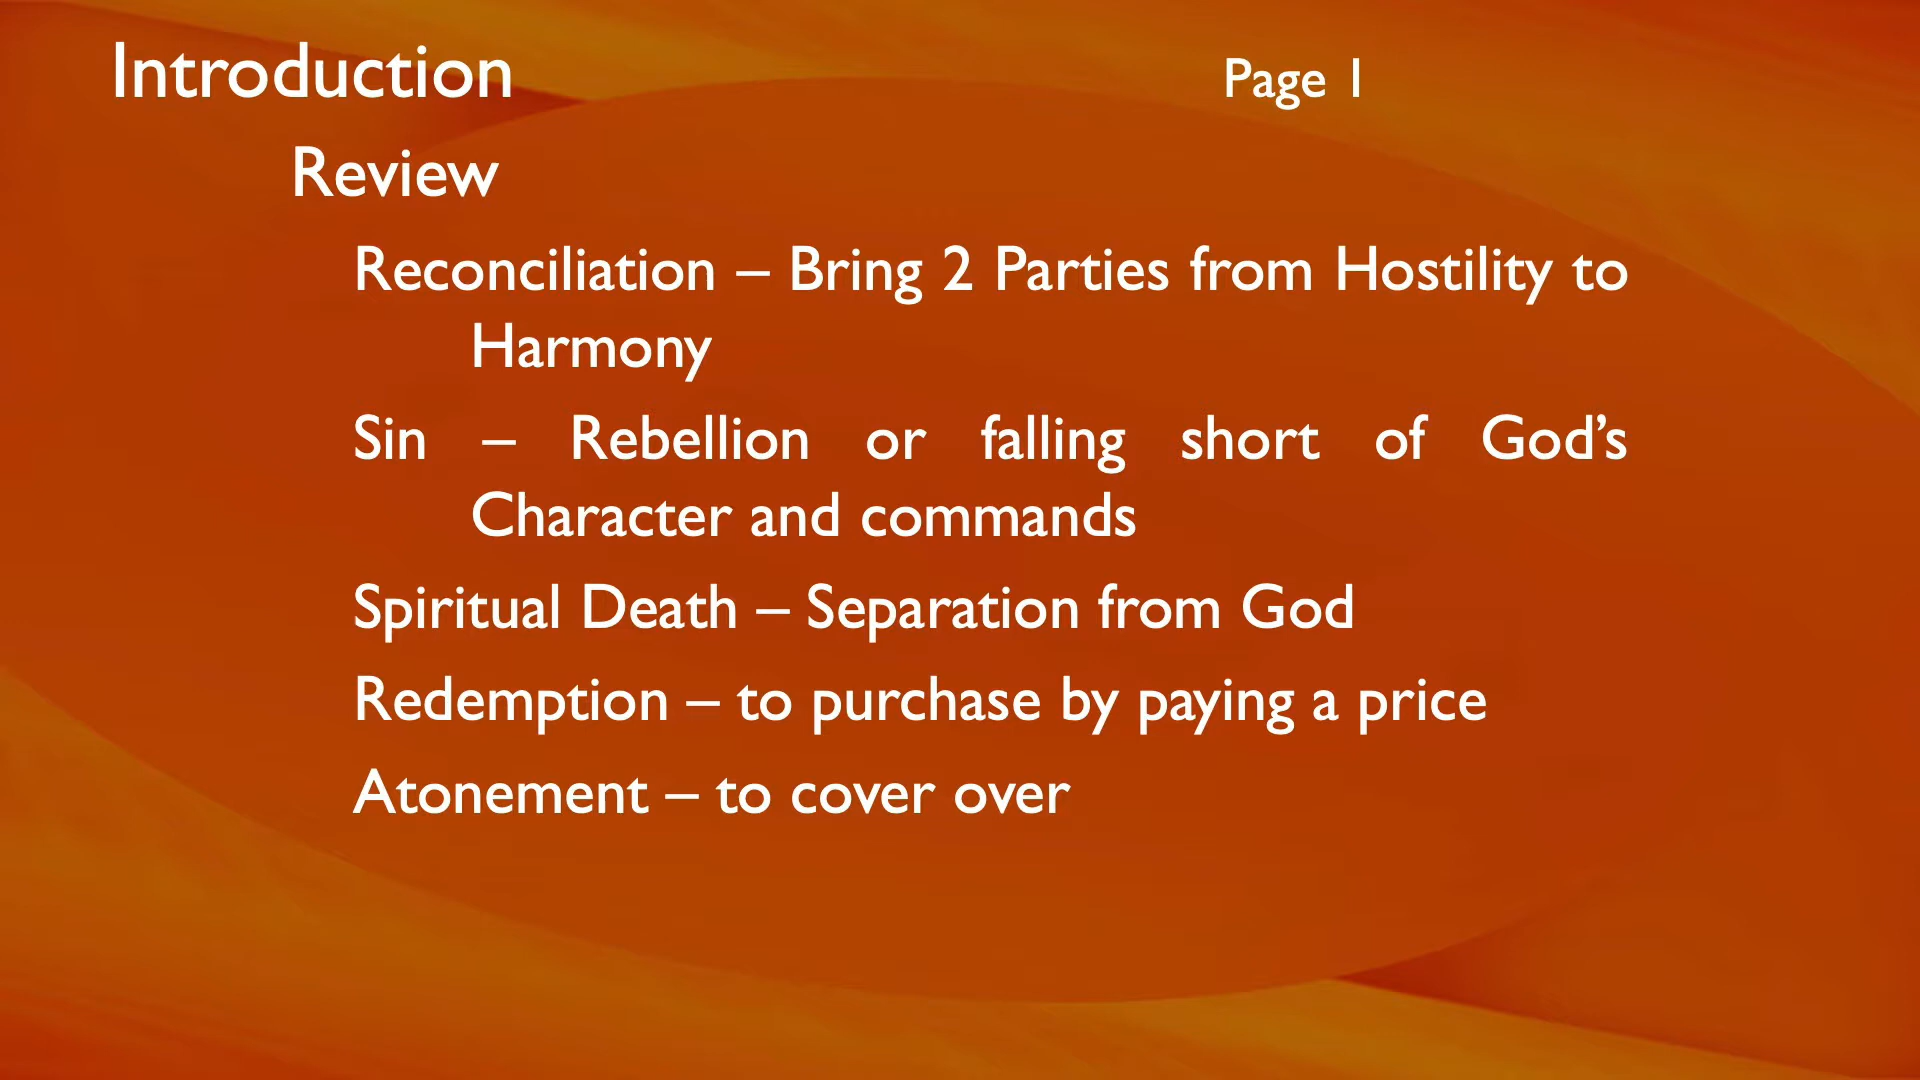 Introduction Page 1
Review
Reconciliation – Bring 2 Parties from Hostility to
Harmony
Sin – Rebellion or falling short of God’s
Character and commands
Spiritual Death – Separation from God
Redemption – to purchase by paying a price
Atonement – to cover over